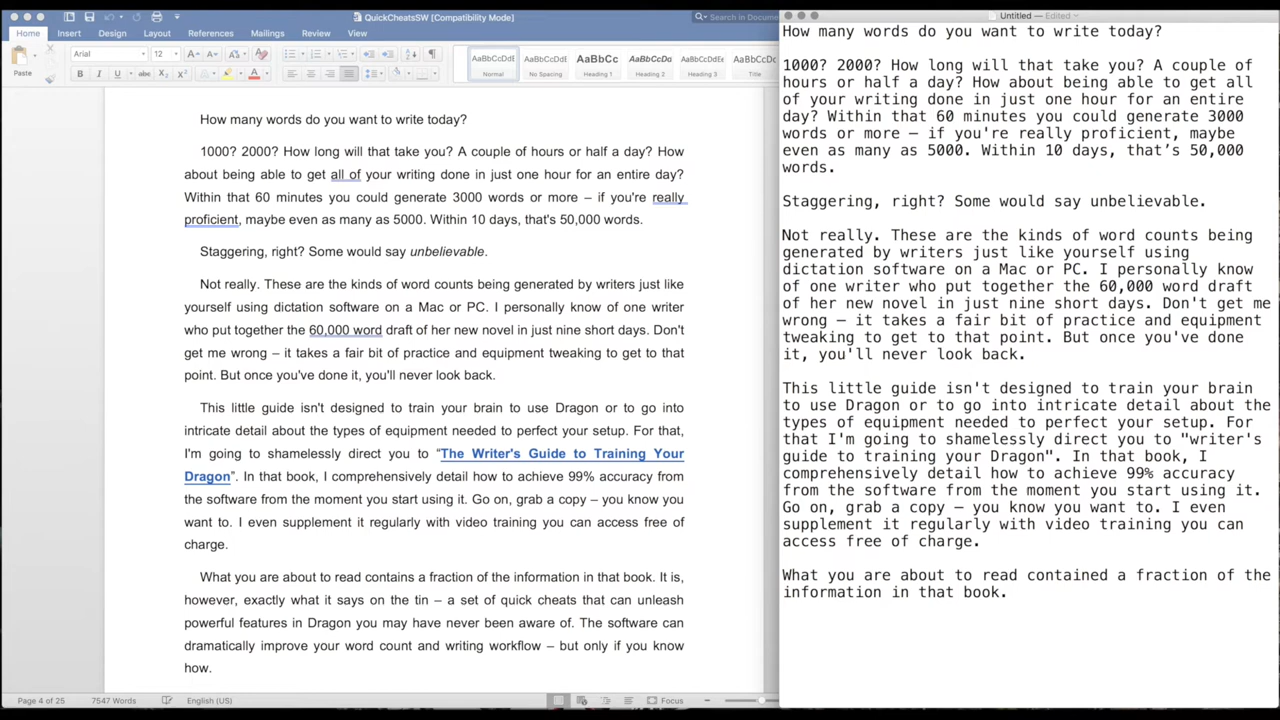 QuickCheatsSW [Compatibility Mode]
Search in Docume
Home Insert Design Layout References Mailings Review View
Paste
Arial 12
AaBbCcDdE AaBbCcDdE AaBbCc AaBbCcDc AaBbCcDdEe AaBbCcDc
Normal No Spacing Heading 1 Heading 2 Heading 3 Title
How many words do you want to write today?
1000? 2000? How long will that take you? A couple of hours or half a day? How
about being able to get all of your writing done in just one hour for an entire day?
Within that 60 minutes you could generate 3000 words or more – if you're really
proficient, maybe even as many as 5000. Within 10 days, that's 50,000 words.
Staggering, right? Some would say unbelievable.
Not really. These are the kinds of word counts being generated by writers just like
yourself using dictation software on a Mac or PC. I personally know of one writer
who put together the 60,000 word draft of her new novel in just nine short days. Don't
get me wrong – it takes a fair bit of practice and equipment tweaking to get to that
point. But once you've done it, you'll never look back.
This little guide isn't designed to train your brain to use Dragon or to go into
intricate detail about the types of equipment needed to perfect your setup. For that,
I'm going to shamelessly direct you to “The Writer's Guide to Training Your
Dragon”. In that book, I comprehensively detail how to achieve 99% accuracy from
the software from the moment you start using it. Go on, grab a copy – you know you
want to. I even supplement it regularly with video training you can access free of
charge.
What you are about to read contains a fraction of the information in that book. It is,
however, exactly what it says on the tin – a set of quick cheats that can unleash
powerful features in Dragon you may have never been aware of. The software can
dramatically improve your word count and writing workflow – but only if you know
how.
Page 4 of 25 7547 Words English (US) Focus
Untitled — Edited
How many words do you want to write today?
1000? 2000? How long will that take you? A couple of
hours or half a day? How about being able to get all
of your writing done in just one hour for an entire
day? Within that 60 minutes you could generate 3000
words or more – if you're really proficient, maybe
even as many as 5000. Within 10 days, that’s 50,000
words.
Staggering, right? Some would say unbelievable.
Not really. These are the kinds of word counts being
generated by writers just like yourself using
dictation software on a Mac or PC. I personally know
of one writer who put together the 60,000 word draft
of her new novel in just nine short days. Don't get me
wrong – it takes a fair bit of practice and equipment
tweaking to get to that point. But once you've done
it, you'll never look back.
This little guide isn't designed to train your brain
to use Dragon or to go into intricate detail about the
types of equipment needed to perfect your setup. For
that I'm going to shamelessly direct you to "writer's
guide to training your Dragon". In that book, I
comprehensively detail how to achieve 99% accuracy
from the software from the moment you start using it.
Go on, grab a copy – you know you want to. I even
supplement it regularly with video training you can
access free of charge.
What you are about to read contained a fraction of the
information in that book.